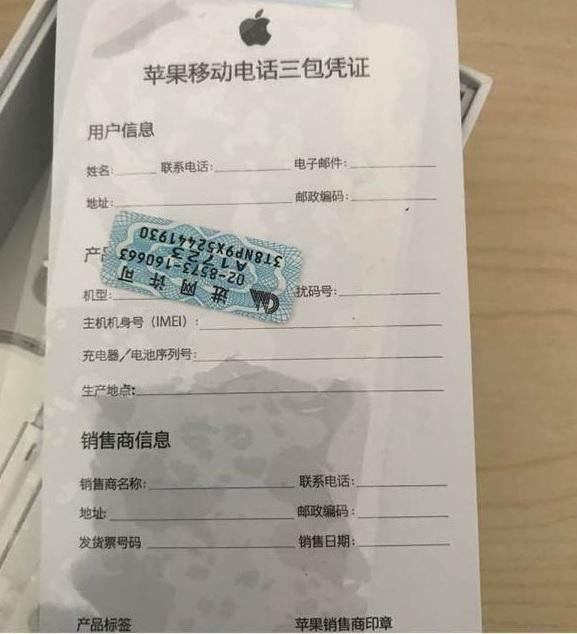 苹果移动电话三包凭证
用户信息
姓名: 联系电话: 电子邮件:
地址: 邮政编码:
产
进网许可
02-8573-160663
A1723
3T8NP9X52441930
机型: 扰码号:
主机机身号（IMEI）:
充电器/电池序列号:
生产地点:
销售商信息
销售商名称: 联系电话:
地址: 邮政编码:
发货票号码 销售日期:
产品标签 苹果销售商印章